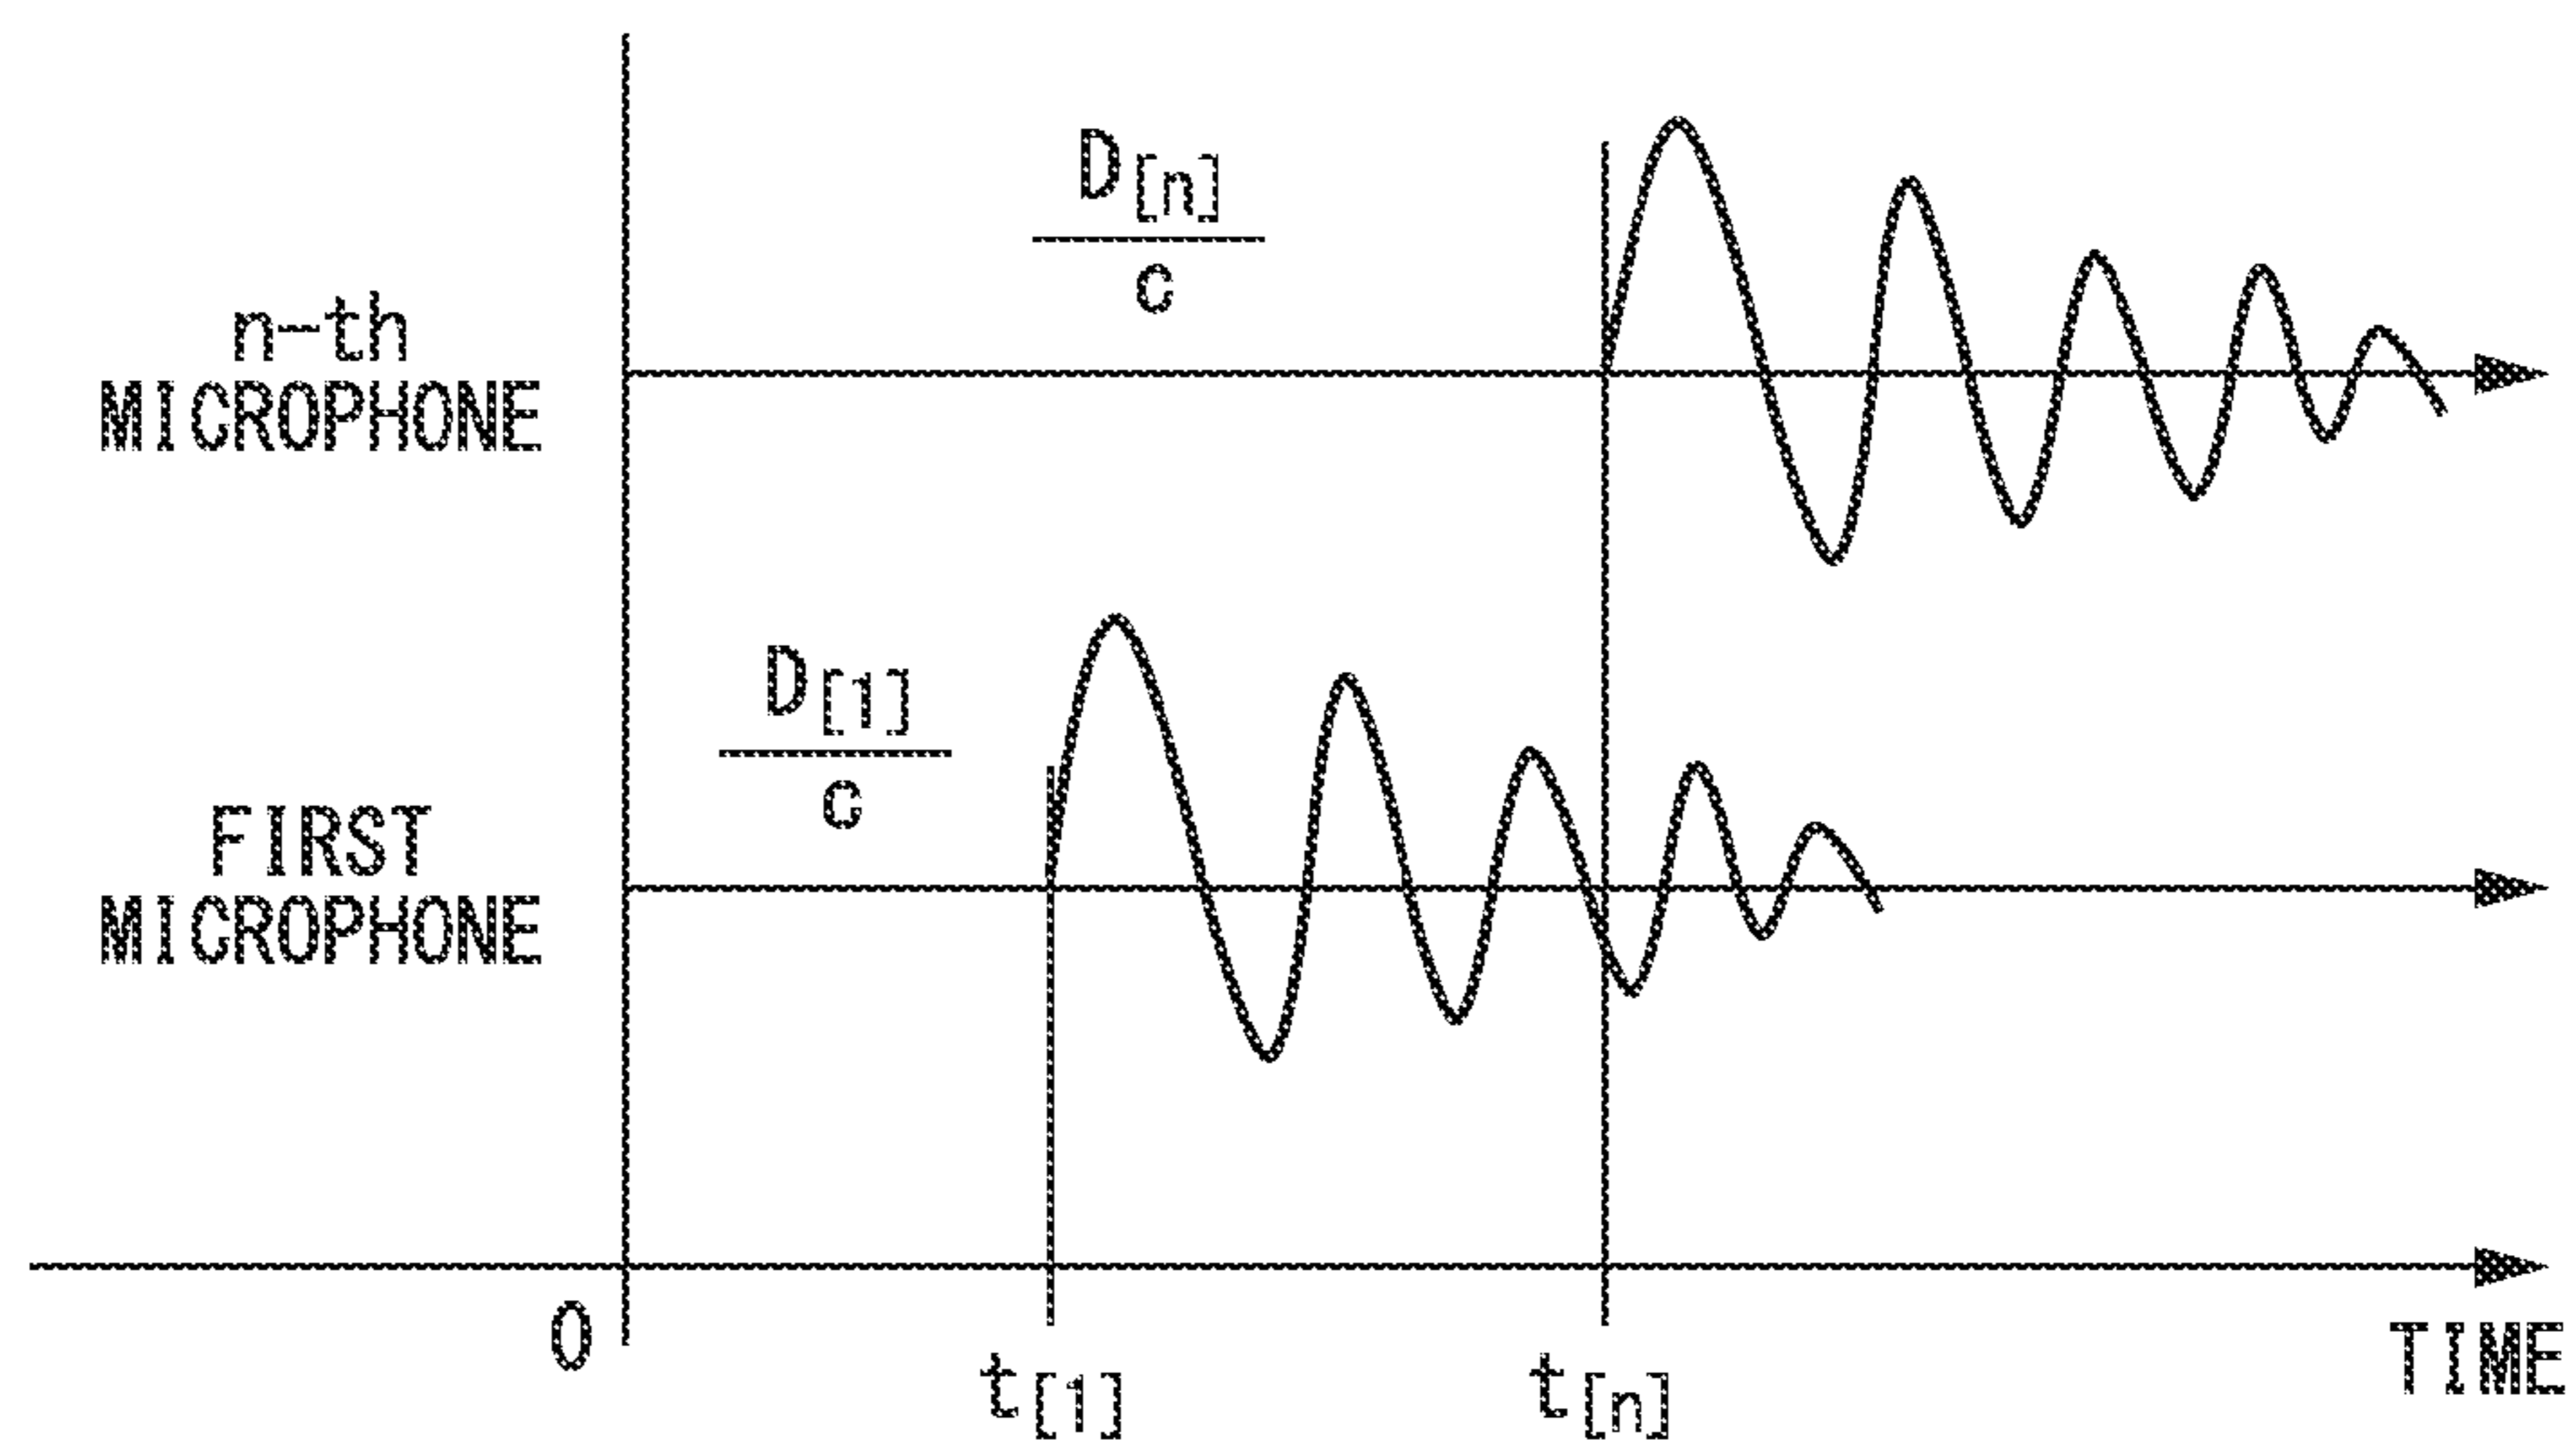 D[n]
c
n-th
MICROPHONE
D[1]
c
FIRST
MICROPHONE
0
t[1]
t[n]
TIME